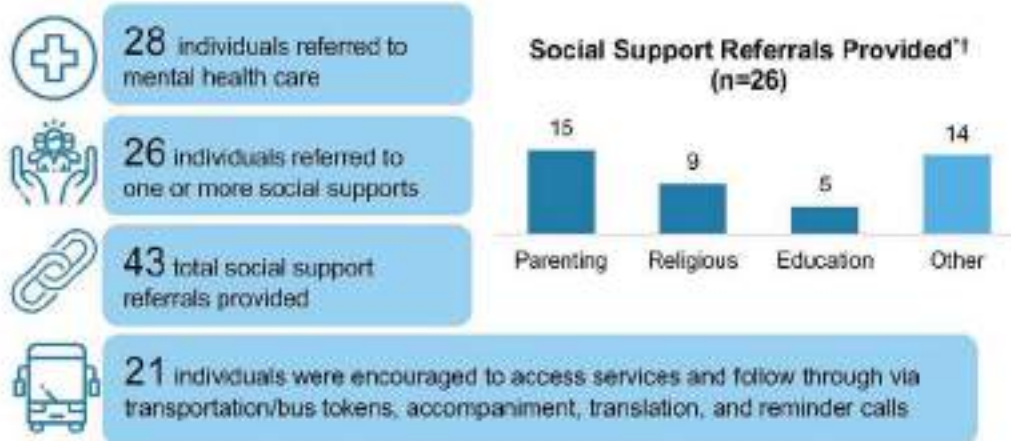 28 individuals referred to
mental health care
26 individuals referred to
one or more social supports
43 total social support
referrals provided
Social Support Referrals Provided*†
(n=26)
15
9
5
14
Parenting
Religious
Education
Other
21 individuals were encouraged to access services and follow through via
transportation/bus tokens, accompaniment, translation, and reminder calls